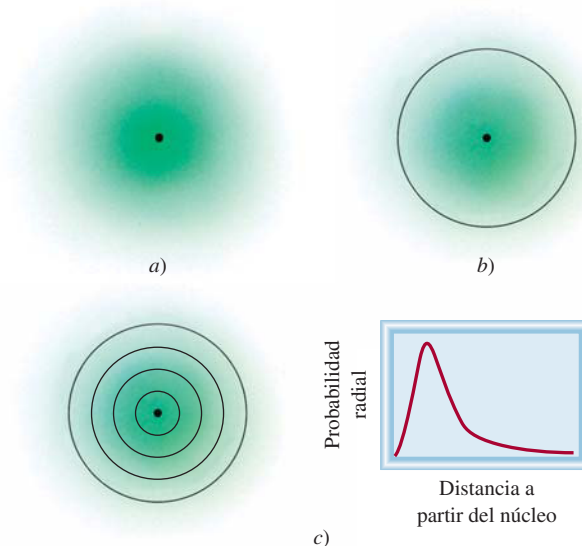 a)
b)
Probabilidad
radial
Distancia a
partir del núcleo
c)